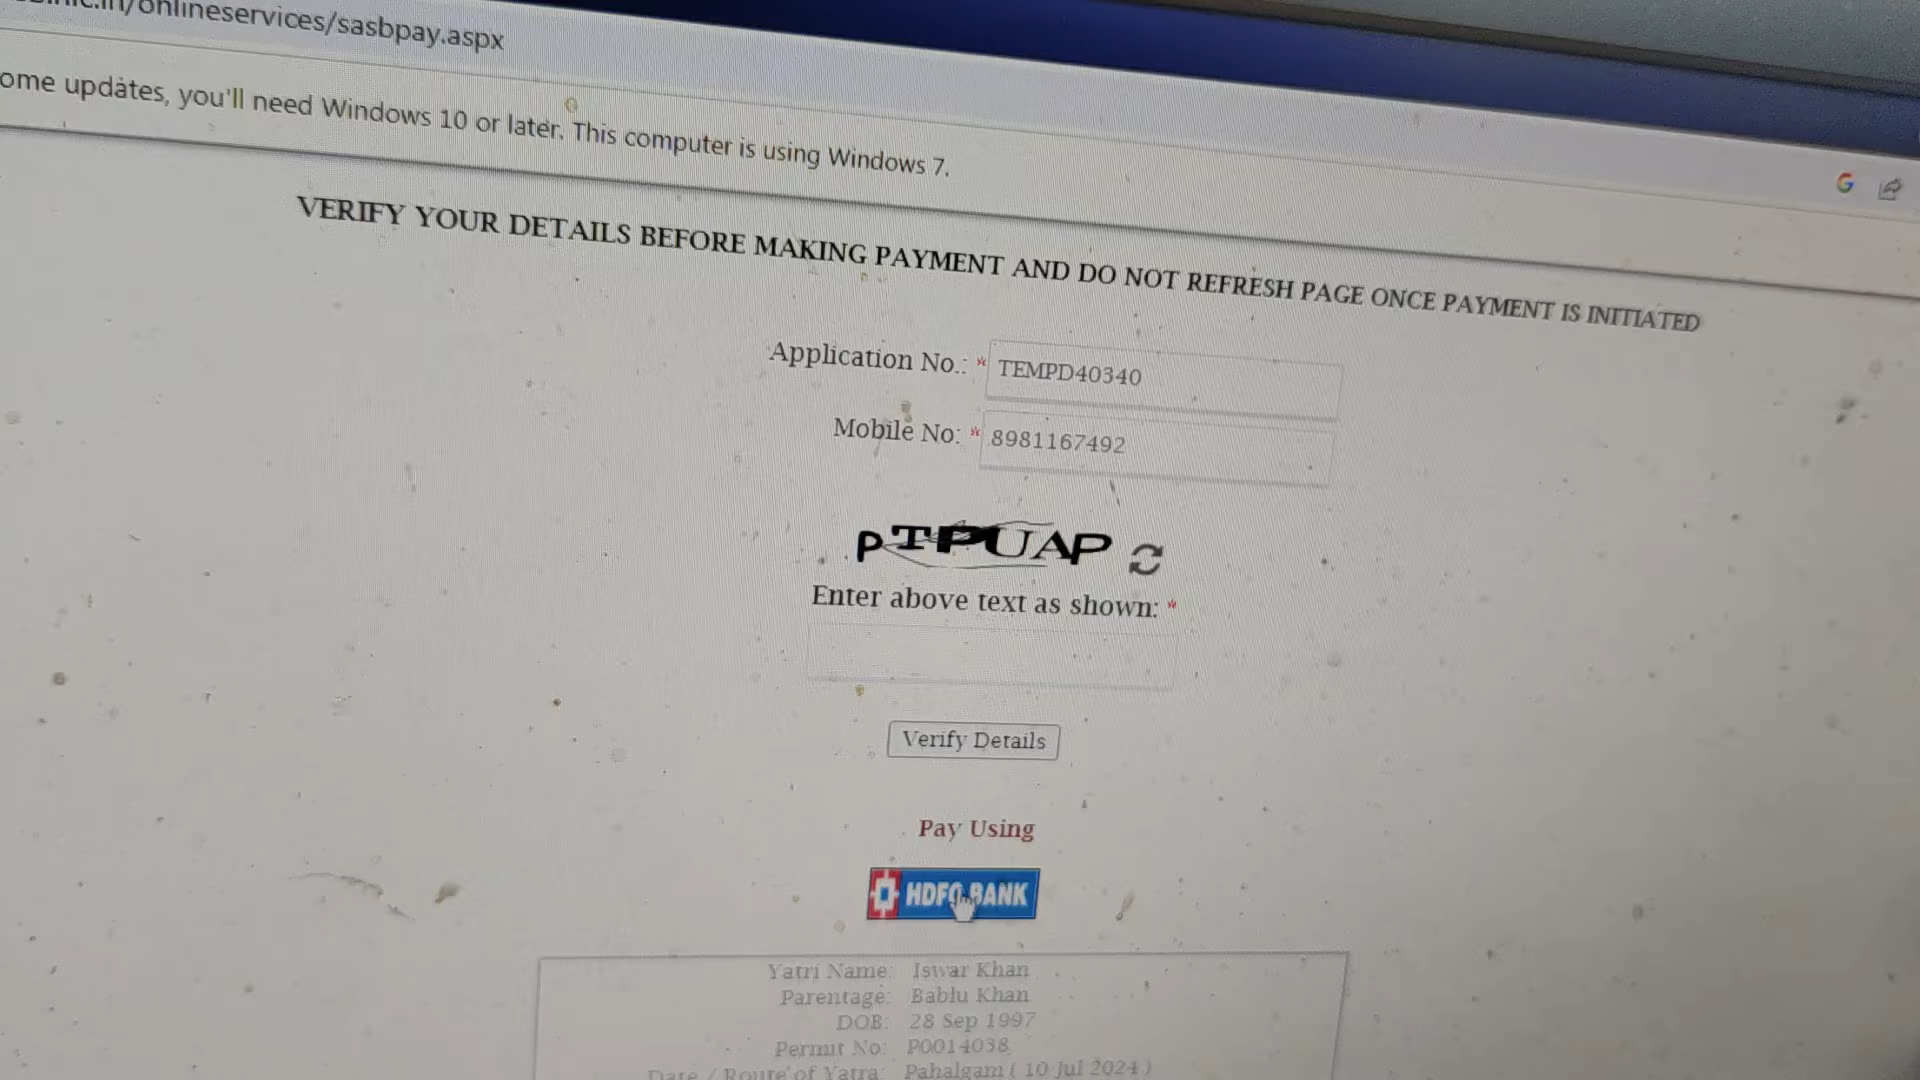 /onlineservices/sasbpay.aspx
ome updates, you'll need Windows 10 or later. This computer is using Windows 7.
VERIFY YOUR DETAILS BEFORE MAKING PAYMENT AND DO NOT REFRESH PAGE ONCE PAYMENT IS INITIATED
Application No.: * TEMPD40340
Mobile No: * 8981167492
PTPUAP
Enter above text as shown: *
Verify Details
Pay Using
HDFC BANK
Yatri Name: Iswar Khan
Parentage: Bablu Khan
DOB: 28 Sep 1997
Permit No: P0014038
Date / Route of Yatra: Pahalgam ( 10 Jul 2024 )